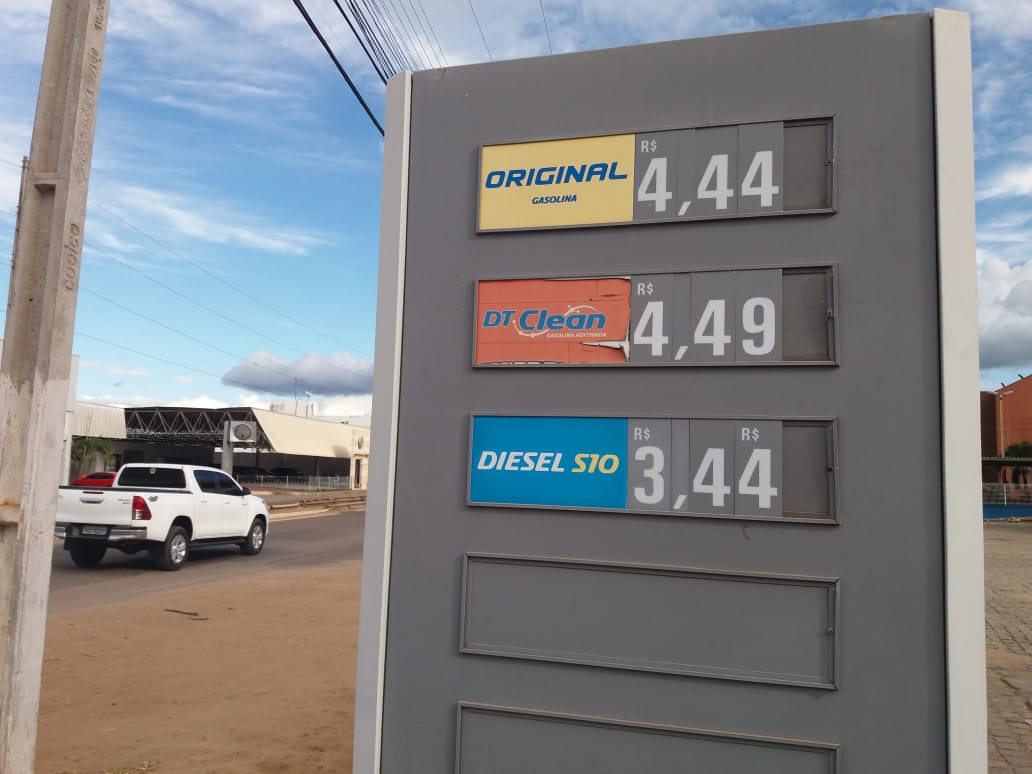 ORIGINAL
GASOLINA
R$
4,44
DT Clean
GASOLINA ADITIVADA
R$
4,49
DIESEL S10
R$ R$
3,44